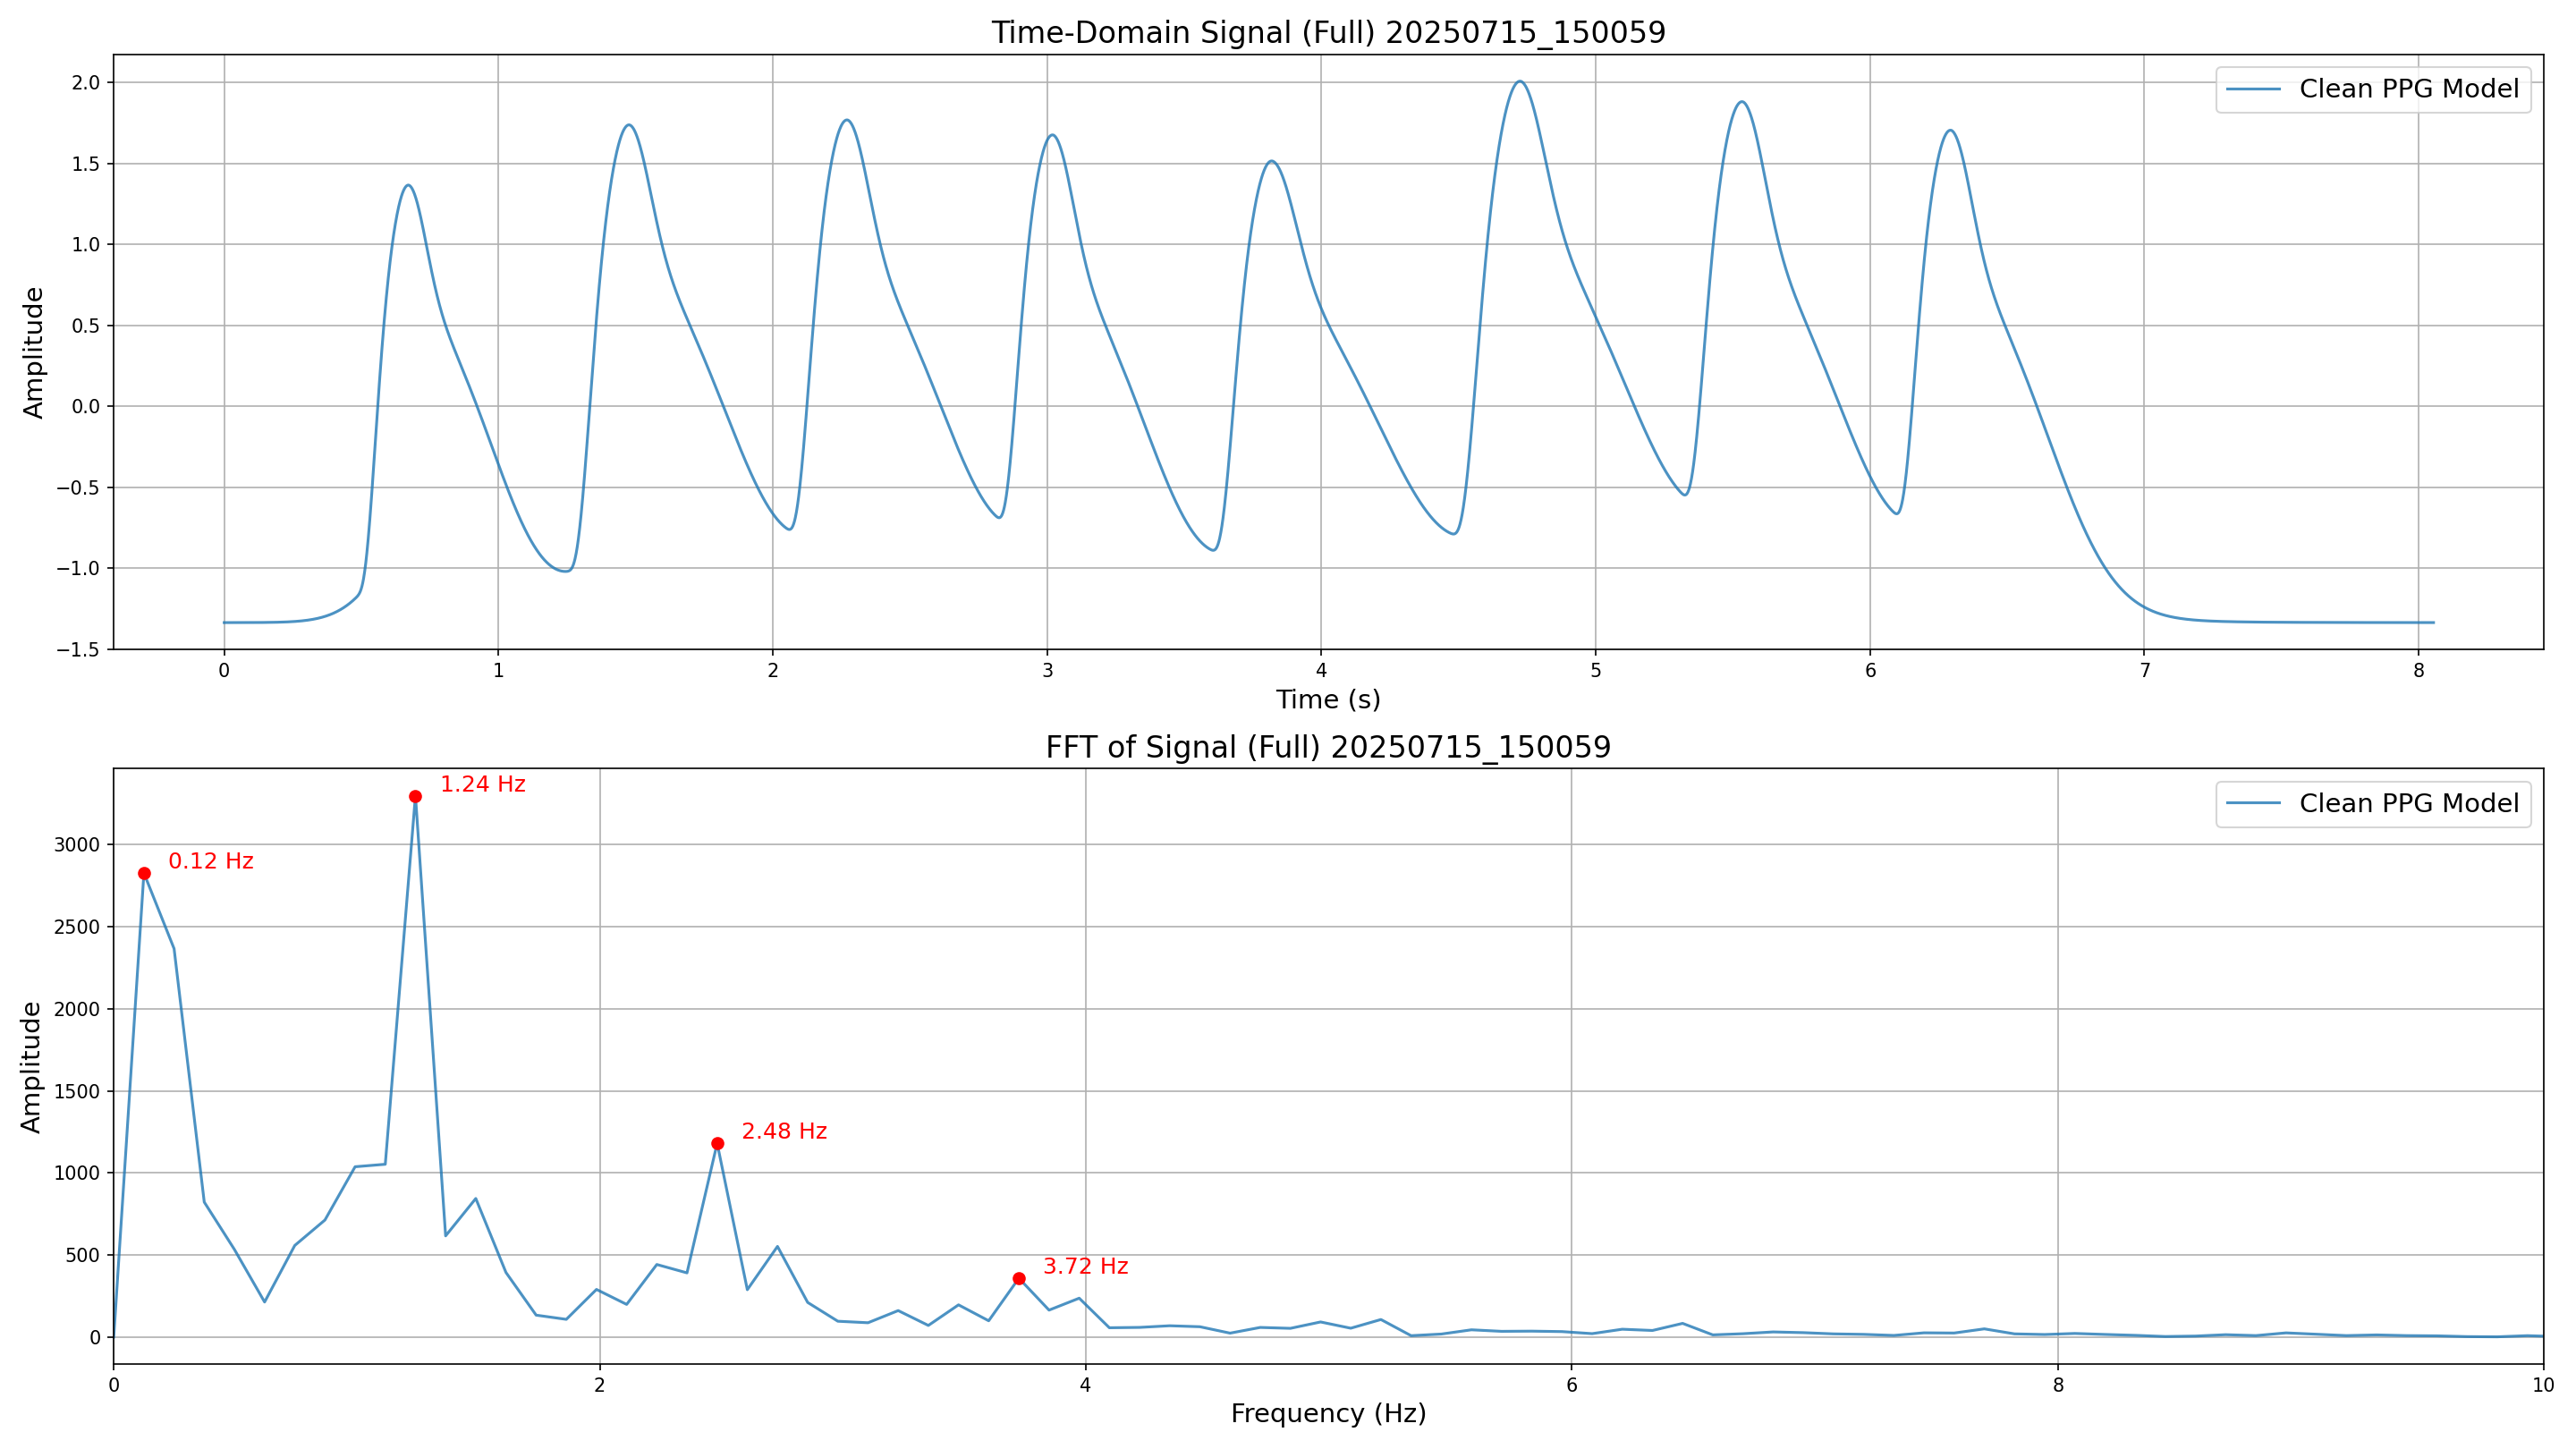 Time-Domain Signal (Full) 20250715_150059
Clean PPG Model
Amplitude
2.0
1.5
1.0
0.5
0.0
−0.5
−1.0
−1.5
0 1 2 3 4 5 6 7 8
Time (s)
FFT of Signal (Full) 20250715_150059
Clean PPG Model
1.24 Hz
0.12 Hz
2.48 Hz
3.72 Hz
Amplitude
3000
2500
2000
1500
1000
500
0
0 2 4 6 8 10
Frequency (Hz)